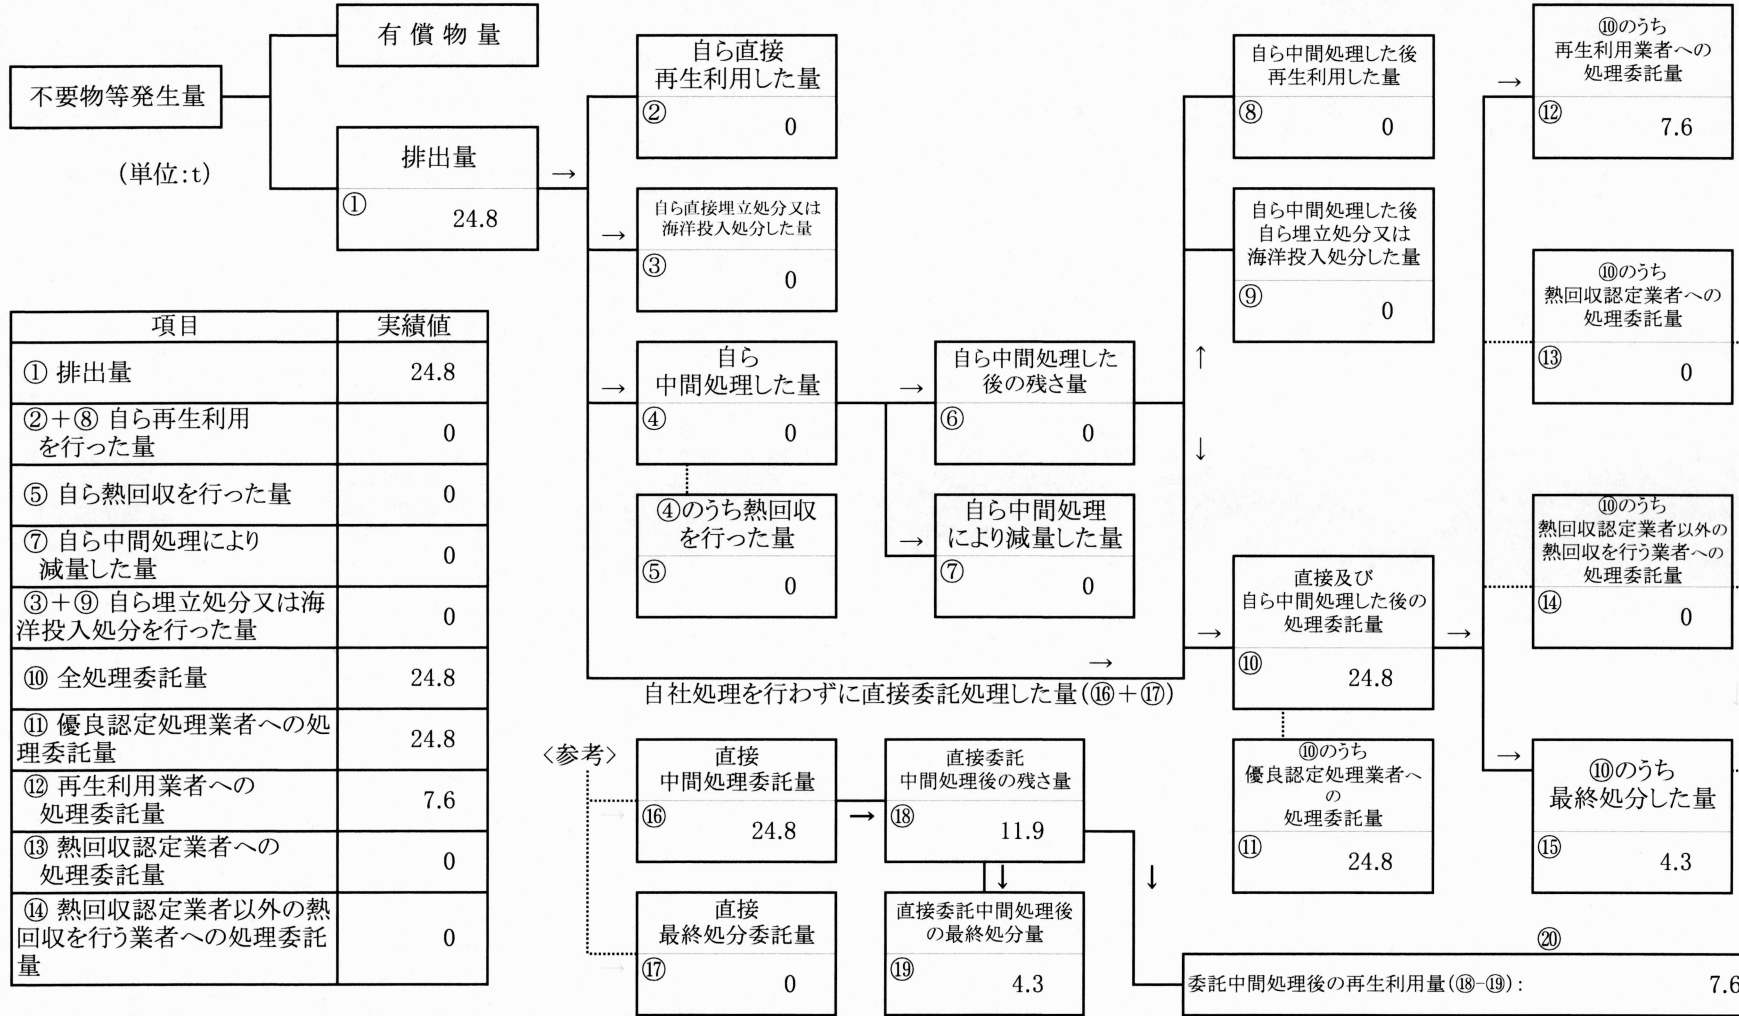 不要物等発生量
有 償 物 量
(単位:t)
排出量
①
24.8
→
自ら直接
再生利用した量
②
0
→
自ら直接埋立処分又は
海洋投入処分した量
③
0
→
自ら
中間処理した量
④
0
④のうち熱回収
を行った量
⑤
0
→
自ら中間処理した
後の残さ量
⑥
0
→
自ら中間処理
により減量した量
⑦
0
↑
↓
自ら中間処理した後
再生利用した量
⑧
0
自ら中間処理した後
自ら埋立処分又は
海洋投入処分した量
⑨
0
→
自社処理を行わずに直接委託処理した量(⑯+⑰)
→
直接及び
自ら中間処理した後の
処理委託量
⑩
24.8
⑩のうち
優良認定処理業者へ
の
処理委託量
⑪
24.8
→
→
⑩のうち
再生利用業者への
処理委託量
⑫
7.6
⑩のうち
熱回収認定業者への
処理委託量
⑬
0
⑩のうち
熱回収認定業者以外の
熱回収を行う業者への
処理委託量
⑭
0
→
⑩のうち
最終処分した量
⑮
4.3
項目 実績値
① 排出量 24.8
②+⑧ 自ら再生利用
を行った量 0
⑤ 自ら熱回収を行った量 0
⑦ 自ら中間処理により
減量した量 0
③+⑨ 自ら埋立処分又は海
洋投入処分を行った量 0
⑩ 全処理委託量 24.8
⑪ 優良認定処理業者への処
理委託量 24.8
⑫ 再生利用業者への
処理委託量 7.6
⑬ 熱回収認定業者への
処理委託量 0
⑭ 熱回収認定業者以外の熱
回収を行う業者への処理委託
量 0
〈参考〉
→
直接
中間処理委託量
⑯
24.8
→
直接委託
中間処理後の残さ量
⑱
11.9
↓
↓
→
直接
最終処分委託量
⑰
0
直接委託中間処理後
の最終処分量
⑲
4.3
⑳
委託中間処理後の再生利用量(⑱-⑲): 7.6